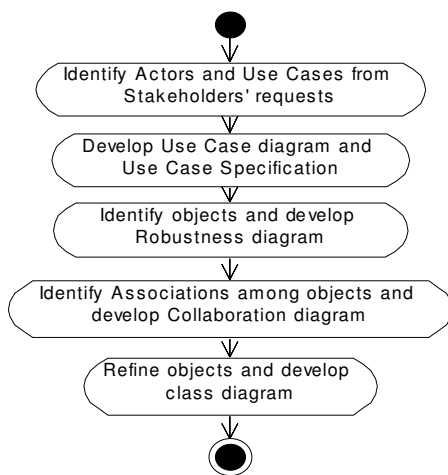 Identify Actors and Use Cases from
Stakeholders' requests
Develop Use Case diagram and
Use Case Specification
Identify objects and develop
Robustness diagram
Identify Associations among objects and
develop Collaboration diagram
Refine objects and develop
class diagram